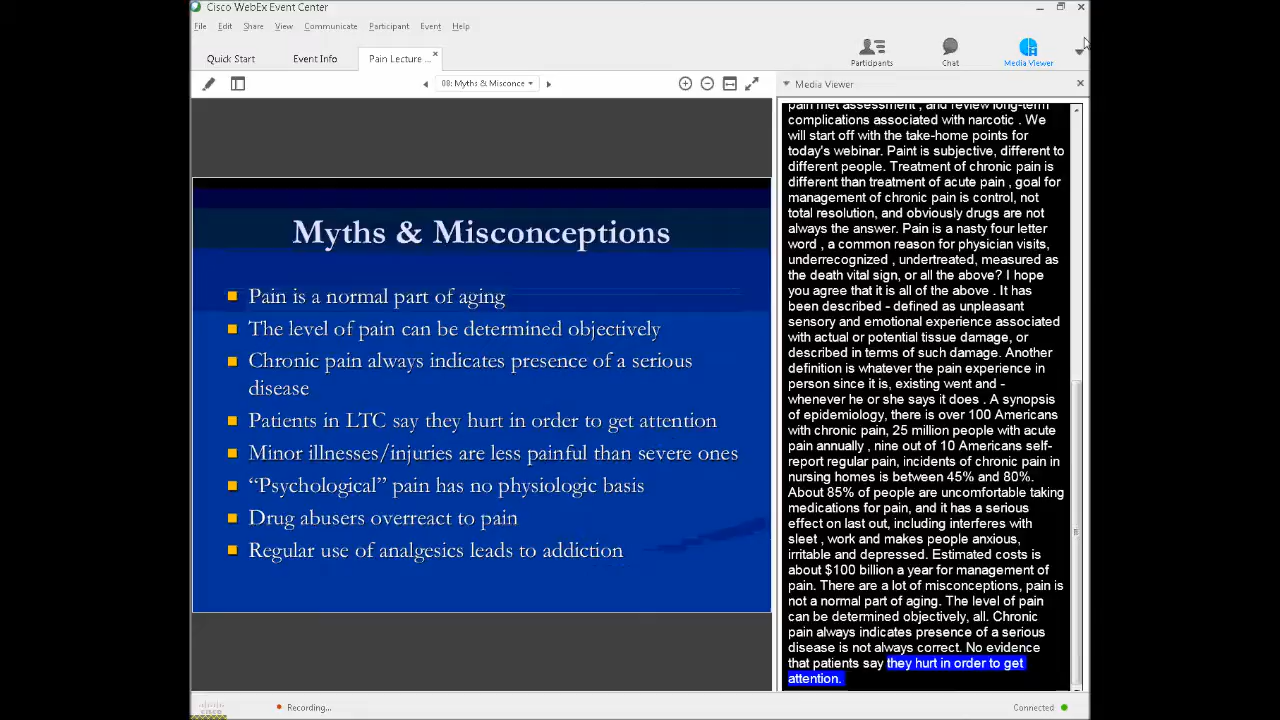 Cisco WebEx Event Center
File Edit Share View Communicate Participant Event Help
Quick Start Event Info Pain Lecture ...
Participants Chat Media Viewer
08: Myths & Misconce
Media Viewer
Myths & Misconceptions
Pain is a normal part of aging
The level of pain can be determined objectively
Chronic pain always indicates presence of a serious
disease
Patients in LTC say they hurt in order to get attention
Minor illnesses/injuries are less painful than severe ones
“Psychological” pain has no physiologic basis
Drug abusers overreact to pain
Regular use of analgesics leads to addiction
pain met assessment , and review long-term
complications associated with narcotic . We
will start off with the take-home points for
today's webinar. Paint is subjective, different to
different people. Treatment of chronic pain is
different than treatment of acute pain , goal for
management of chronic pain is control, not
total resolution, and obviously drugs are not
always the answer. Pain is a nasty four letter
word , a common reason for physician visits,
underrecognized , undertreated, measured as
the death vital sign, or all the above? I hope
you agree that it is all of the above . It has
been described - defined as unpleasant
sensory and emotional experience associated
with actual or potential tissue damage, or
described in terms of such damage. Another
definition is whatever the pain experience in
person since it is, existing went and -
whenever he or she says it does . A synopsis
of epidemiology, there is over 100 Americans
with chronic pain, 25 million people with acute
pain annually , nine out of 10 Americans self-
report regular pain, incidents of chronic pain in
nursing homes is between 45% and 80%.
About 85% of people are uncomfortable taking
medications for pain, and it has a serious
effect on last out, including interferes with
sleet , work and makes people anxious,
irritable and depressed. Estimated costs is
about $100 billion a year for management of
pain. There are a lot of misconceptions, pain is
not a normal part of aging. The level of pain
can be determined objectively, all. Chronic
pain always indicates presence of a serious
disease is not always correct. No evidence
that patients say they hurt in order to get
attention.
cisco
Recording...
Connected